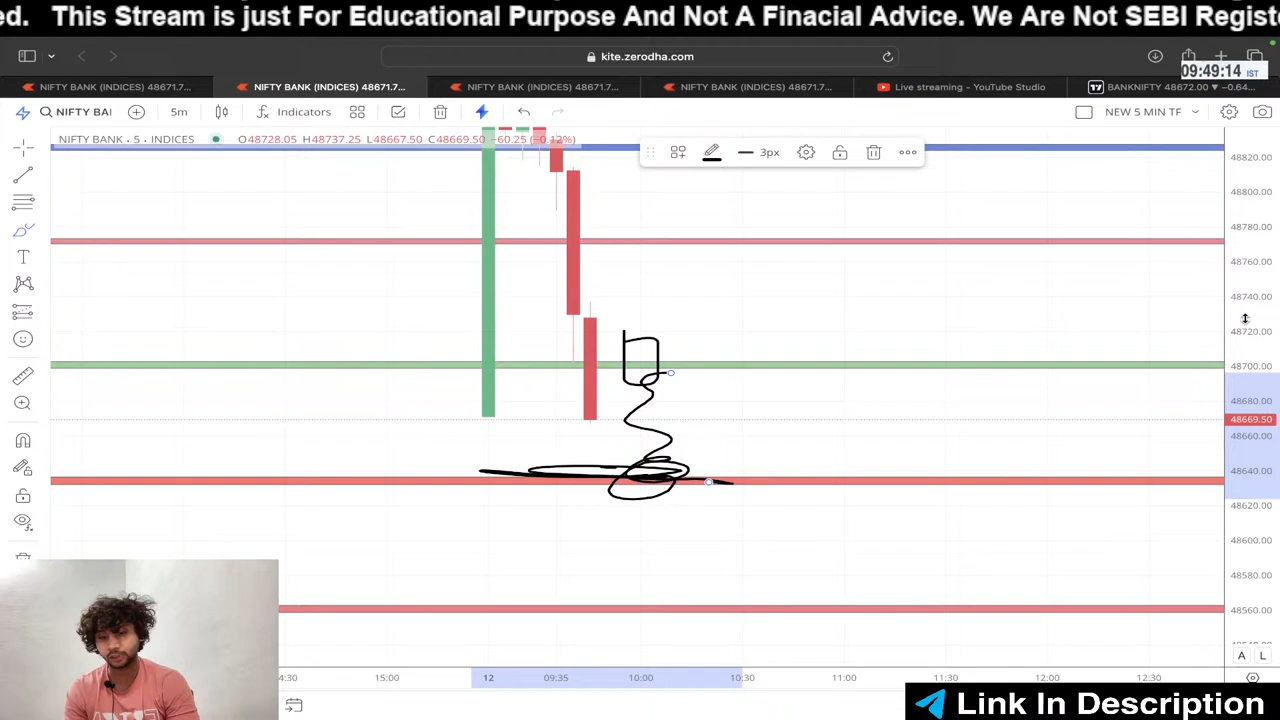 ed. This Stream is just For Educational Purpose And Not A Finacial Advice. We Are Not SEBI Registe
kite.zerodha.com
09:49:14 IST
NIFTY BANK (INDICES) 48671.7...
NIFTY BANK (INDICES) 48671.7...
NIFTY BANK (INDICES) 48671.7...
NIFTY BANK (INDICES) 48671.7...
Live streaming - YouTube Studio
BANKNIFTY 48672.00 ▼ −0.64...
NIFTY BAI
5m
Indicators
NEW 5 MIN TF
NIFTY BANK · 5 · INDICES
O48728.05 H48737.25 L48667.50 C48669.50 −60.25 (−0.12%)
3px
48820.00
48800.00
48780.00
48760.00
48740.00
48720.00
48700.00
48680.00
48669.50
48660.00
48640.00
48620.00
48600.00
48580.00
48560.00
A L
4:30 15:00 12 09:35 10:00 10:30 11:00 11:30 12:00 12:30
Link In Description